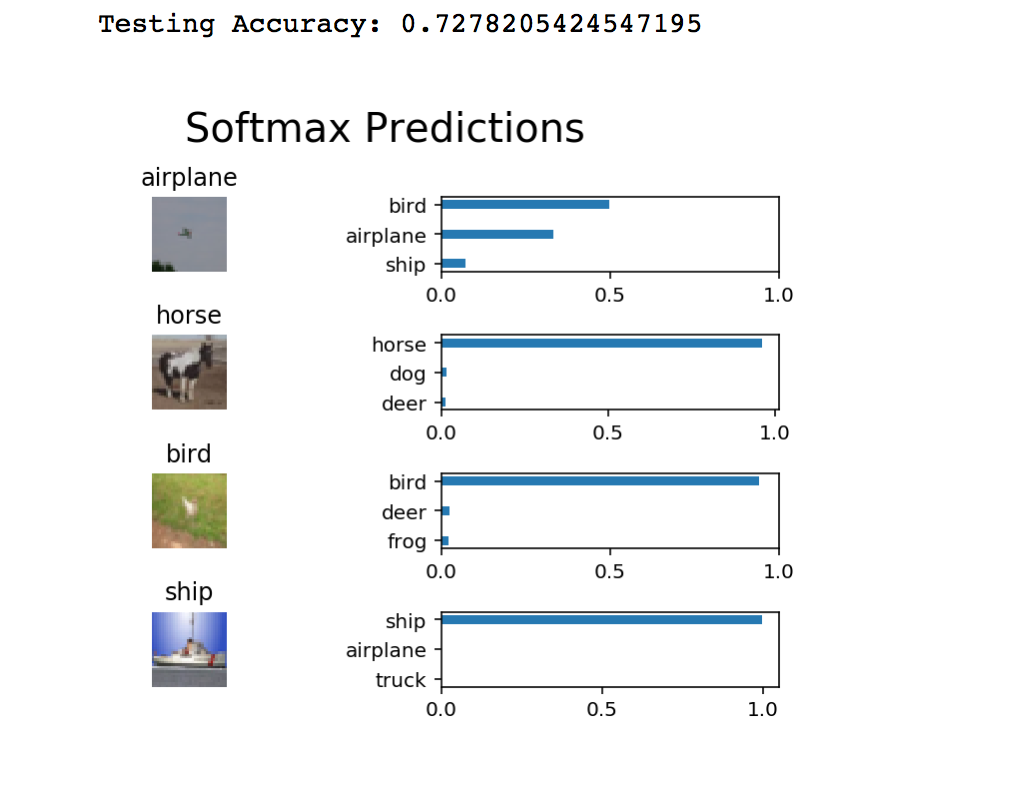 Testing Accuracy: 0.7278205424547195
Softmax Predictions
airplane
bird
airplane
ship
0.0 0.5 1.0
horse
horse
dog
deer
0.0 0.5 1.0
bird
bird
deer
frog
0.0 0.5 1.0
ship
ship
airplane
truck
0.0 0.5 1.0